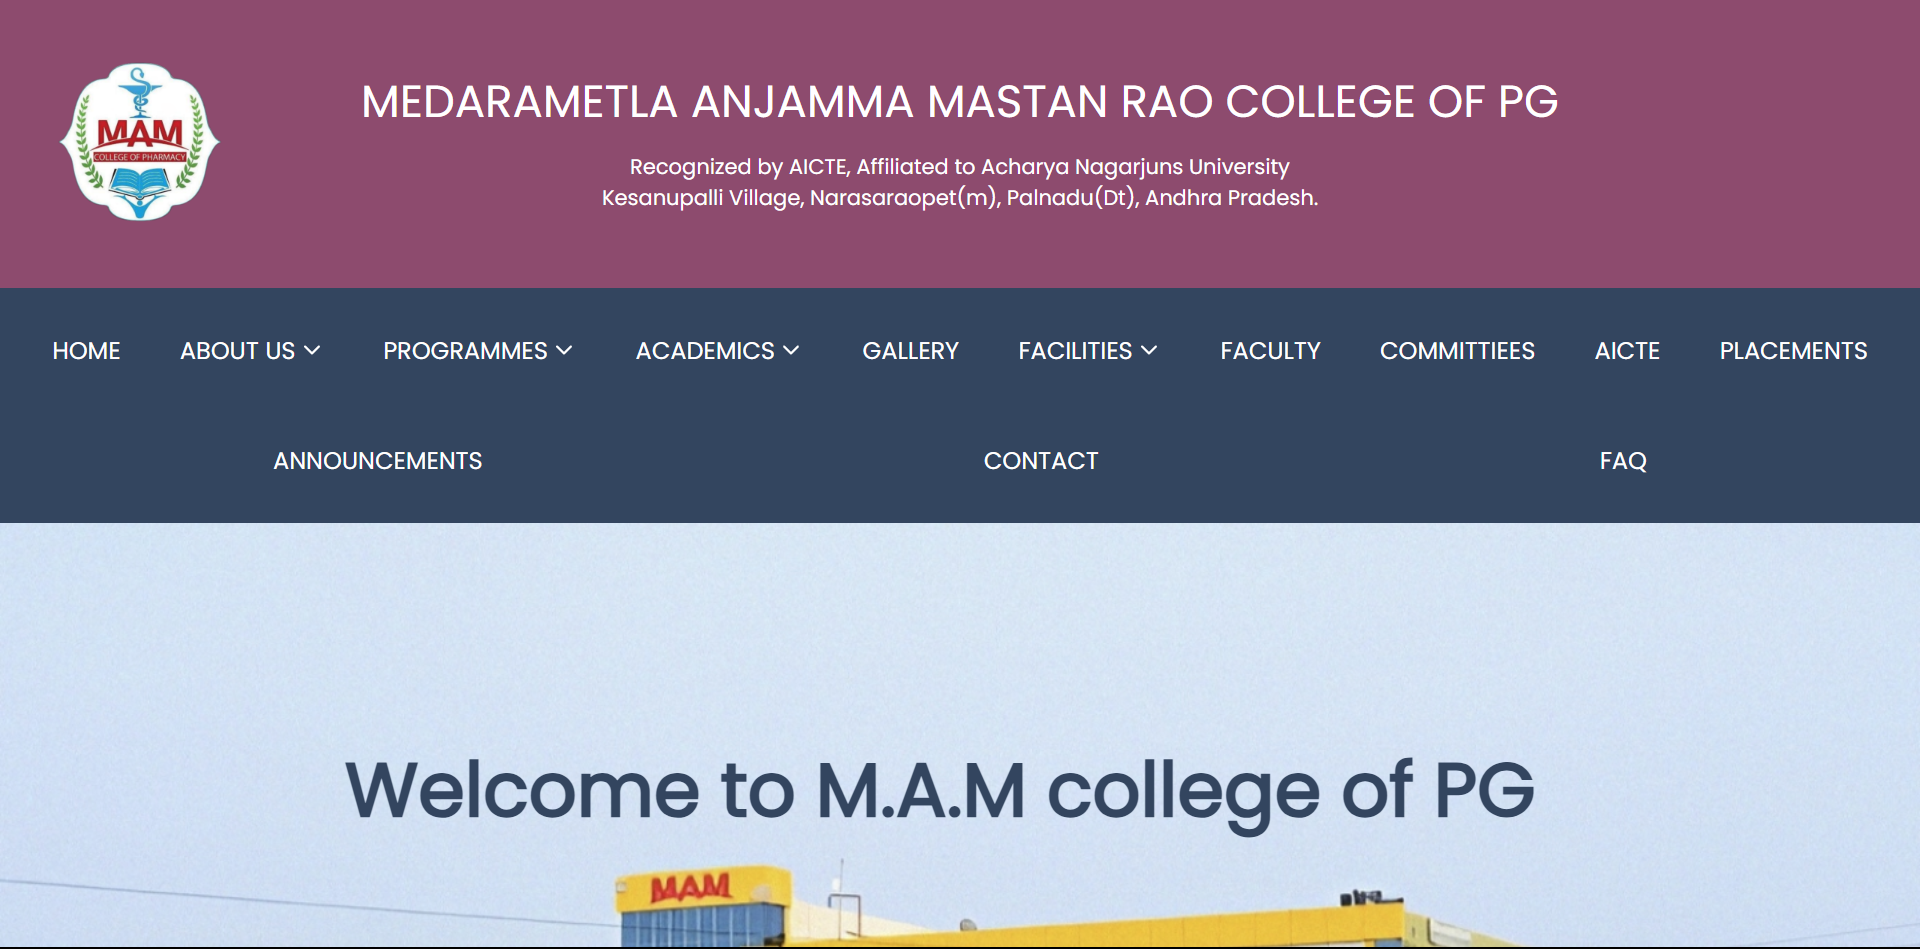 MAM
COLLEGE OF PHARMACY
MEDARAMETLA ANJAMMA MASTAN RAO COLLEGE OF PG
Recognized by AICTE, Affiliated to Acharya Nagarjuns University
Kesanupalli Village, Narasaraopet(m), Palnadu(Dt), Andhra Pradesh.
HOME ABOUT US PROGRAMMES ACADEMICS GALLERY FACILITIES FACULTY COMMITTIEES AICTE PLACEMENTS
ANNOUNCEMENTS CONTACT FAQ
Welcome to M.A.M college of PG
MAM